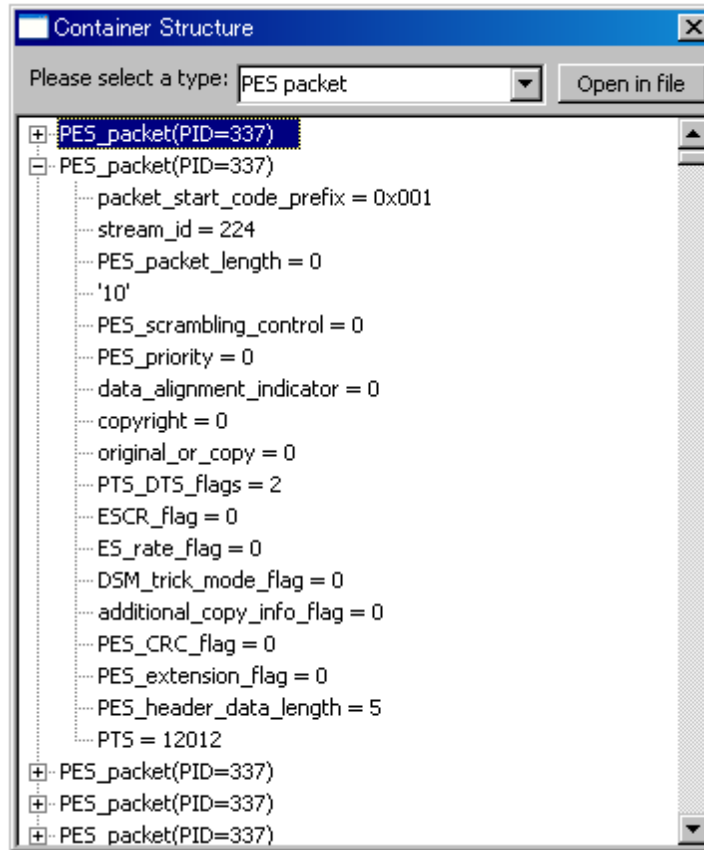 Container Structure
Please select a type: PES packet Open in file
PES_packet(PID=337)
PES_packet(PID=337)
packet_start_code_prefix = 0x001
stream_id = 224
PES_packet_length = 0
'10'
PES_scrambling_control = 0
PES_priority = 0
data_alignment_indicator = 0
copyright = 0
original_or_copy = 0
PTS_DTS_flags = 2
ESCR_flag = 0
ES_rate_flag = 0
DSM_trick_mode_flag = 0
additional_copy_info_flag = 0
PES_CRC_flag = 0
PES_extension_flag = 0
PES_header_data_length = 5
PTS = 12012
PES_packet(PID=337)
PES_packet(PID=337)
PES_packet(PID=337)